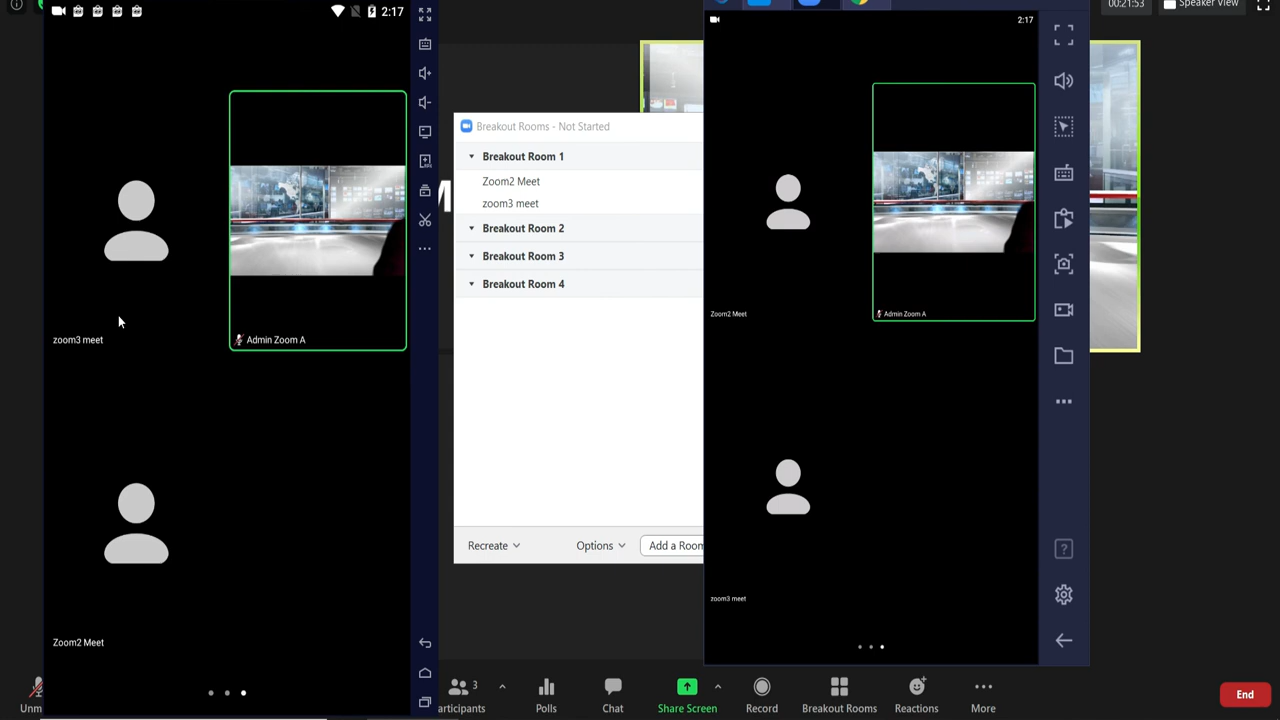 2:17
zoom3 meet
Admin Zoom A
Zoom2 Meet
Breakout Rooms - Not Started
Breakout Room 1
Zoom2 Meet
zoom3 meet
Breakout Room 2
Breakout Room 3
Breakout Room 4
Recreate
Options
Add a Room
2:17
Zoom2 Meet
Admin Zoom A
zoom3 meet
00:21:53
Speaker View
3
Polls
Chat
Share Screen
Record
Breakout Rooms
Reactions
More
End